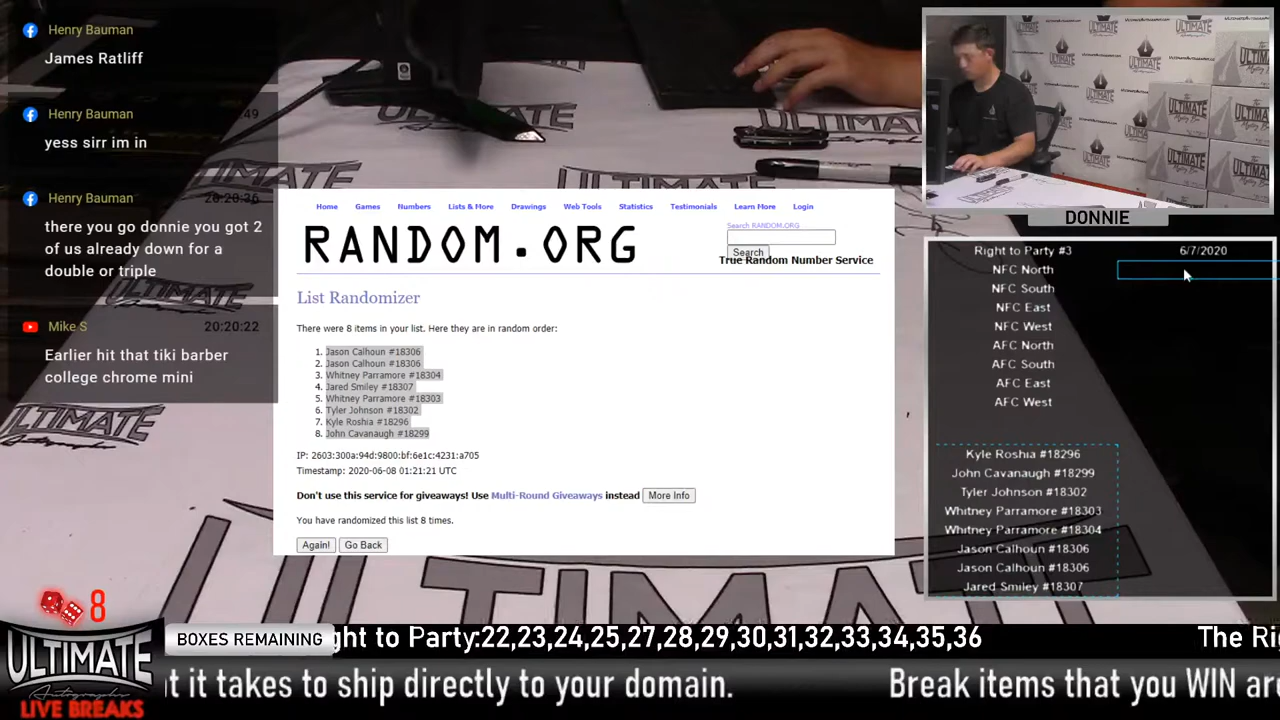 Henry Bauman
James Ratliff
Henry Bauman :49
yess sirr im in
Henry Bauman 20:20:36
there you go donnie you got 2
of us already down for a
double or triple
Mike S 20:20:22
Earlier hit that tiki barber
college chrome mini
Home Games Numbers Lists & More Drawings Web Tools Statistics Testimonials Learn More Login
RANDOM.ORG
Search RANDOM.ORG
Search
True Random Number Service
List Randomizer
There were 8 items in your list. Here they are in random order:
1. Jason Calhoun #18306
2. Jason Calhoun #18306
3. Whitney Parramore #18304
4. Jared Smiley #18307
5. Whitney Parramore #18303
6. Tyler Johnson #18302
7. Kyle Roshia #18296
8. John Cavanaugh #18299
IP: 2603:300a:94d:9800:bf:6e1c:4231:a705
Timestamp: 2020-06-08 01:21:21 UTC
Don't use this service for giveaways! Use Multi-Round Giveaways instead More Info
You have randomized this list 8 times.
Again! Go Back
DONNIE
Right to Party #3 6/7/2020
NFC North
NFC South
NFC East
NFC West
AFC North
AFC South
AFC East
AFC West
Kyle Roshia #18296
John Cavanaugh #18299
Tyler Johnson #18302
Whitney Parramore #18303
Whitney Parramore #18304
Jason Calhoun #18306
Jason Calhoun #18306
Jared Smiley #18307
ULTIMATE
8
BOXES REMAINING
ght to Party:22,23,24,25,27,28,29,30,31,32,33,34,35,36 The Ri
ULTIMATE
Autographs
LIVE BREAKS
t it takes to ship directly to your domain. Break items that you WIN are